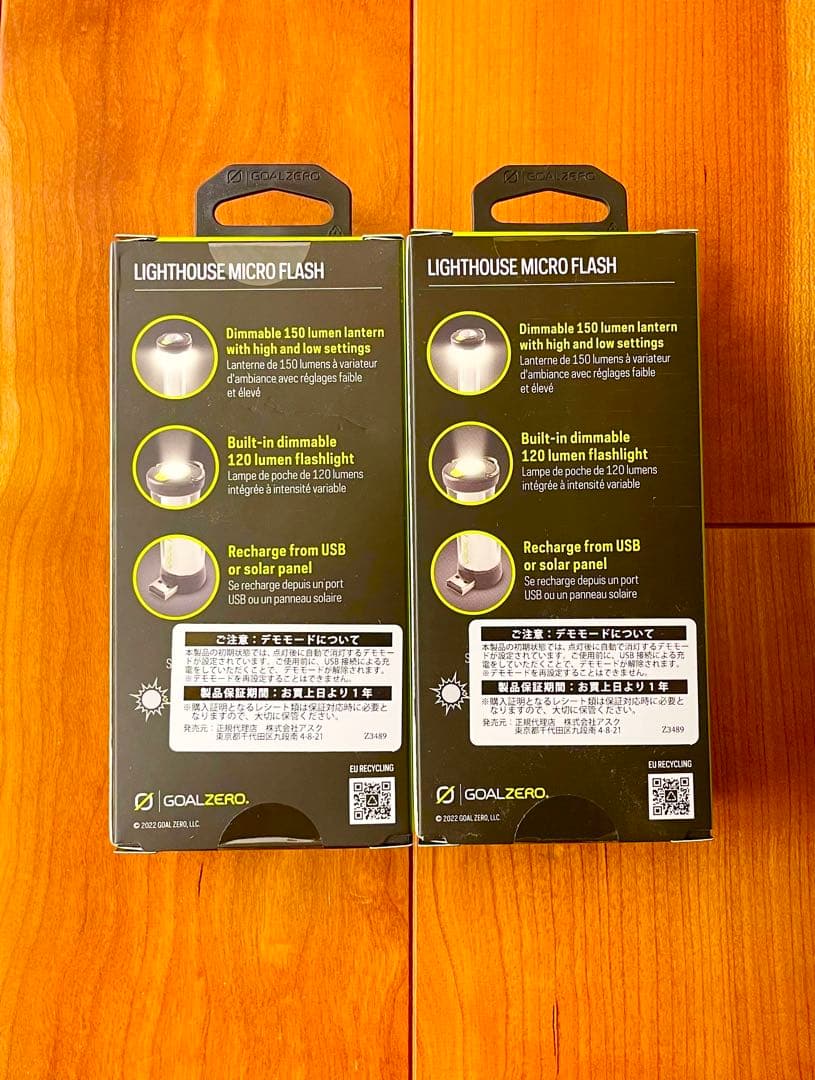 GOALZERO
LIGHTHOUSE MICRO FLASH
Dimmable 150 lumen lantern
with high and low settings
Lanterne de 150 lumens à variateur
d'ambiance avec réglages faible
et élevé
Built-in dimmable
120 lumen flashlight
Lampe de poche de 120 lumens
intégrée à intensité variable
Recharge from USB
or solar panel
Se recharge depuis un port
USB ou un panneau solaire
S
ご注意：デモモードについて
本製品の初期状態では、点灯後に自動で消灯するデモモー
ドが設定されています。ご使用前に、USB 接続による充
電をしていただくことで、デモモードが解除されます。
※デモモードを再設定することはできません。
製品保証期間：お買上日より1年
※購入証明となるレシート類は保証対応時に必要と
なりますので、大切に保管ください。
発売元：正規代理店　株式会社アスク
東京都千代田区九段南 4-8-21 Z3489
EU RECYCLING
GOALZERO.
© 2022 GOAL ZERO, LLC.
GOALZERO
LIGHTHOUSE MICRO FLASH
Dimmable 150 lumen lantern
with high and low settings
Lanterne de 150 lumens à variateur
d'ambiance avec réglages faible
et élevé
Built-in dimmable
120 lumen flashlight
Lampe de poche de 120 lumens
intégrée à intensité variable
Recharge from USB
or solar panel
Se recharge depuis un port
USB ou un panneau solaire
S
ご注意：デモモードについて
本製品の初期状態では、点灯後に自動で消灯するデモモー
ドが設定されています。ご使用前に、USB 接続による充
電をしていただくことで、デモモードが解除されます。
※デモモードを再設定することはできません。
製品保証期間：お買上日より1年
※購入証明となるレシート類は保証対応時に必要と
なりますので、大切に保管ください。
発売元：正規代理店　株式会社アスク
東京都千代田区九段南 4-8-21 Z3489
EU RECYCLING
GOALZERO.
© 2022 GOAL ZERO, LLC.